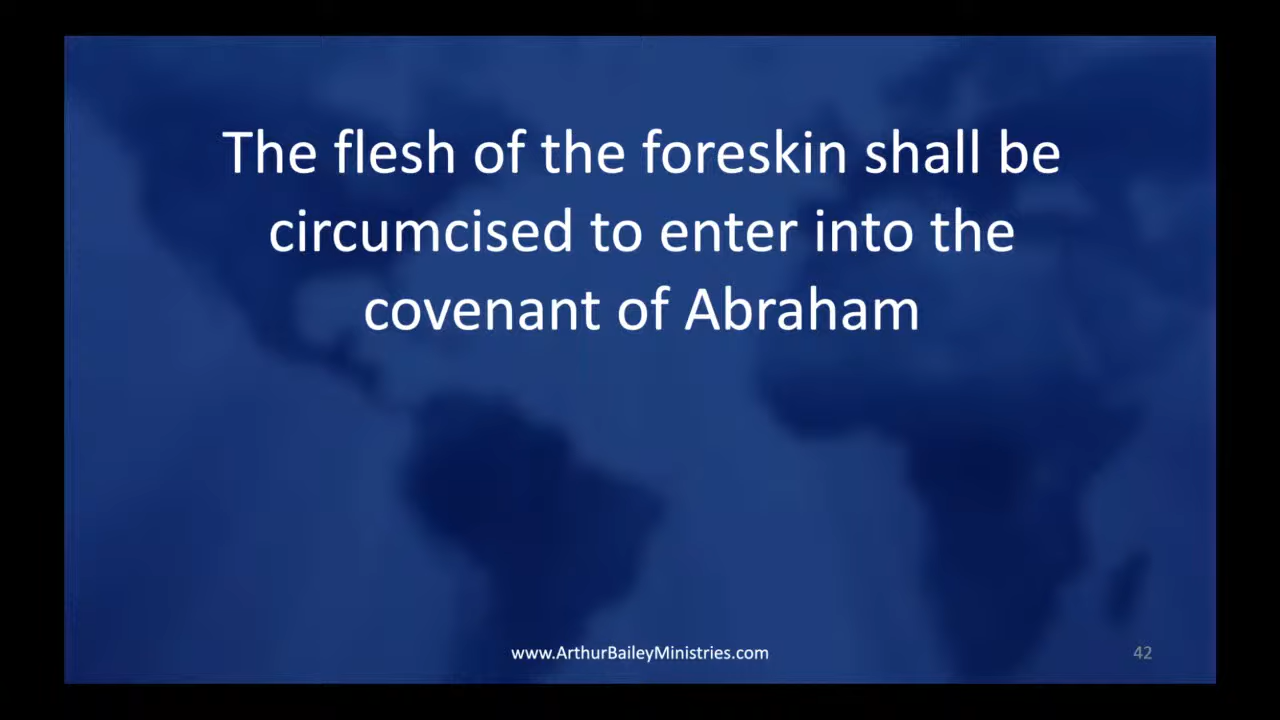 The flesh of the foreskin shall be
circumcised to enter into the
covenant of Abraham
www.ArthurBaileyMinistries.com
42